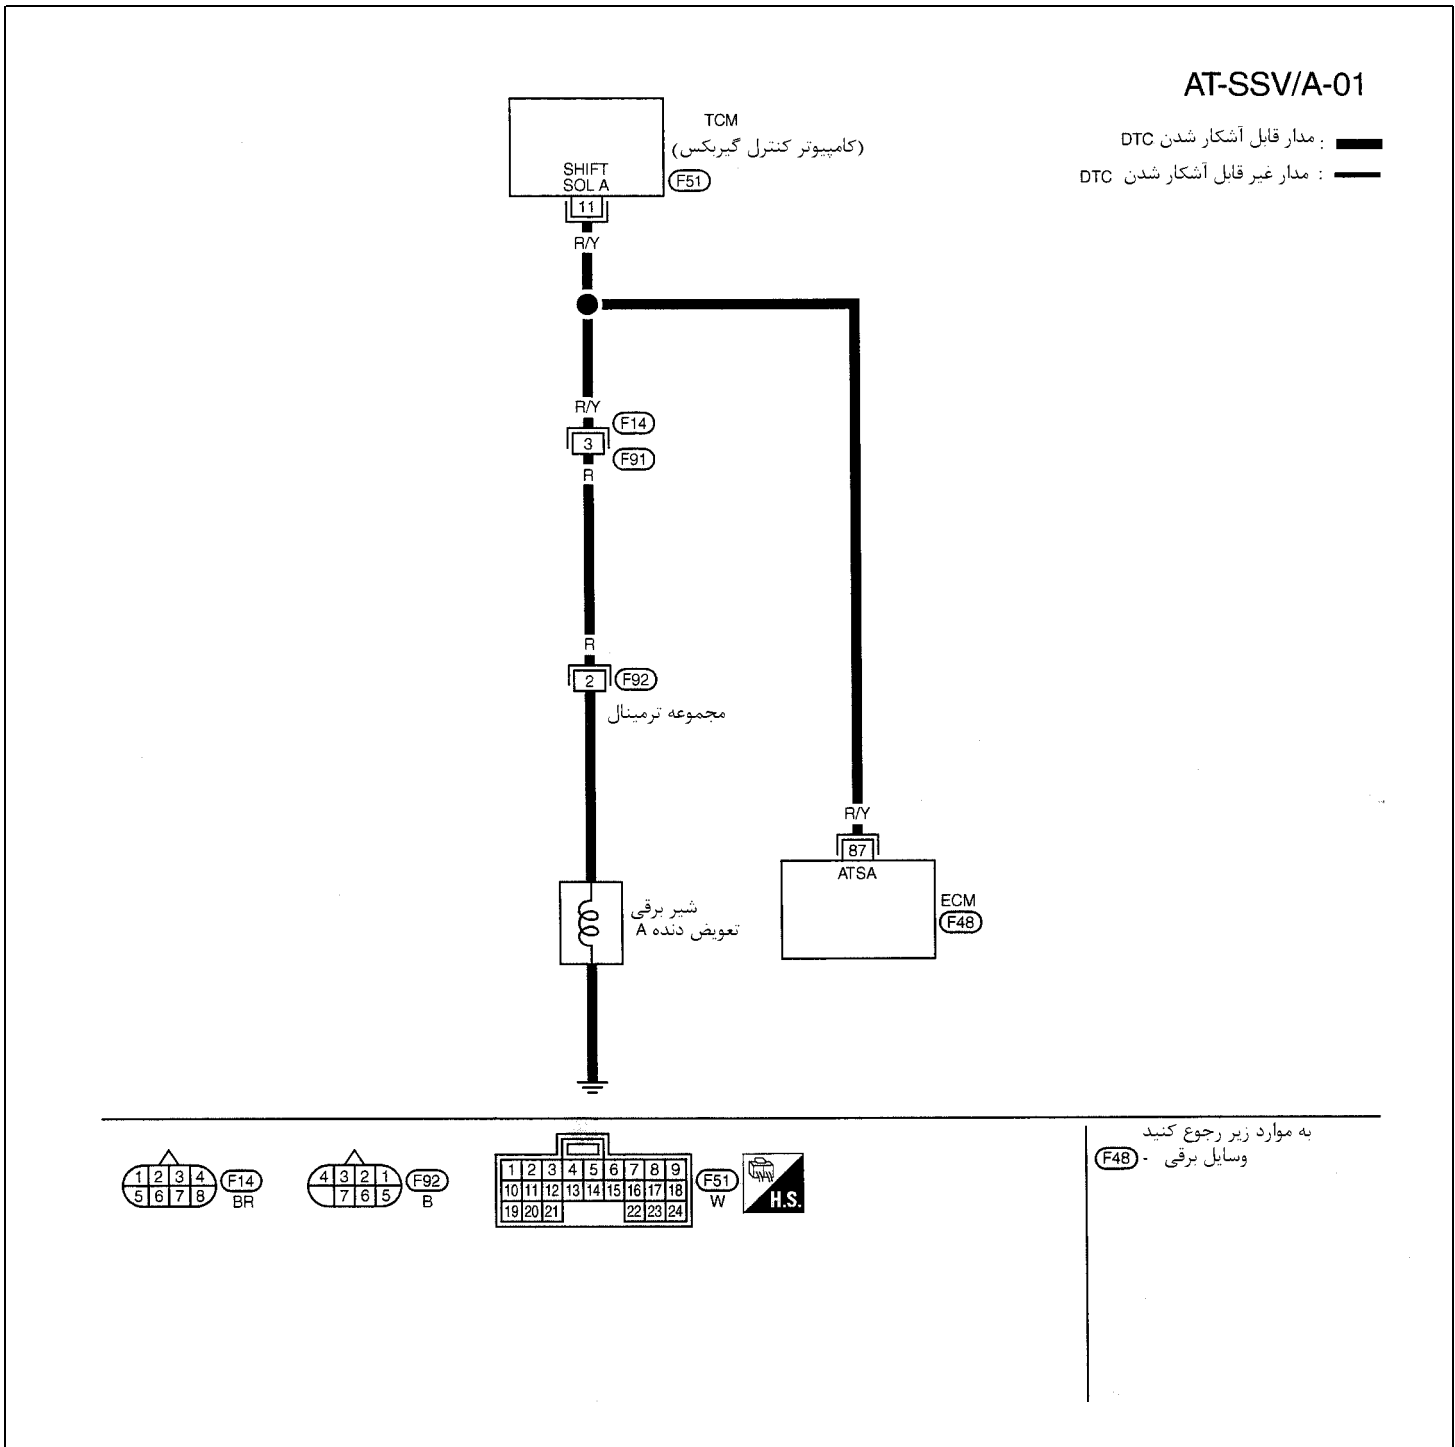 AT-SSV/A-01
مدار قابل آشکار شدن DTC :
مدار غیر قابل آشکار شدن DTC :
TCM
(کامپیوتر کنترل گیربکس)
SHIFT
SOL A
F51
11
R/Y
R/Y
F14
3
F91
R
R
2
F92
مجموعه ترمینال
R/Y
87
ATSA
ECM
F48
شیر برقی
تعویض دنده A
به موارد زیر رجوع کنید
وسایل برقی - F48
1 2 3 4
5 6 7 8
F14
BR
4 3 2 1
7 6 5
F92
B
1 2 3 4 5 6 7 8 9
10 11 12 13 14 15 16 17 18
19 20 21 22 23 24
F51
W
H.S.